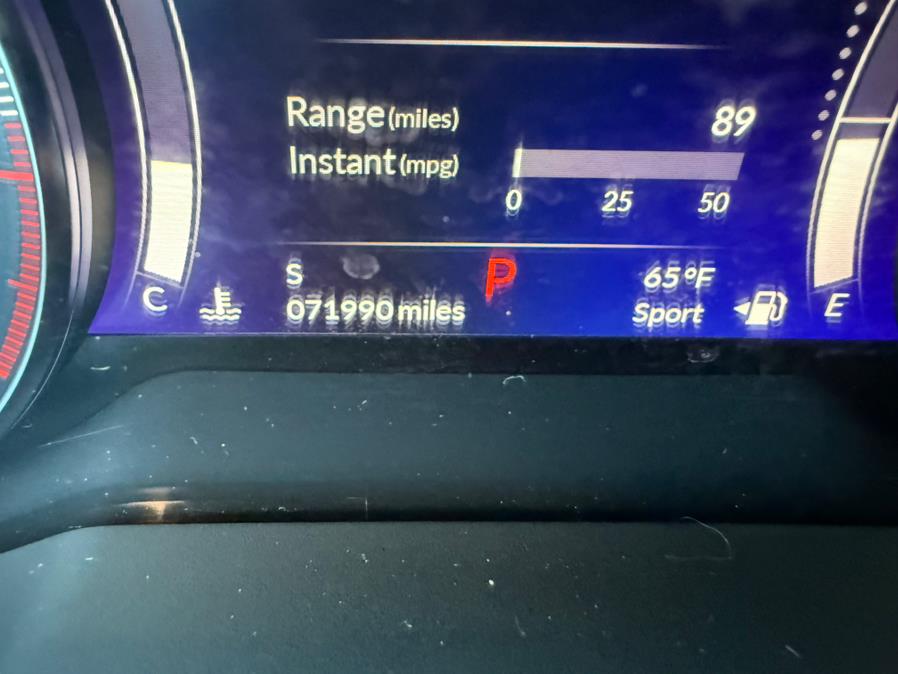 Range (miles) 89
Instant (mpg)
0 25 50
S P 65°F
C 071990 miles Sport E